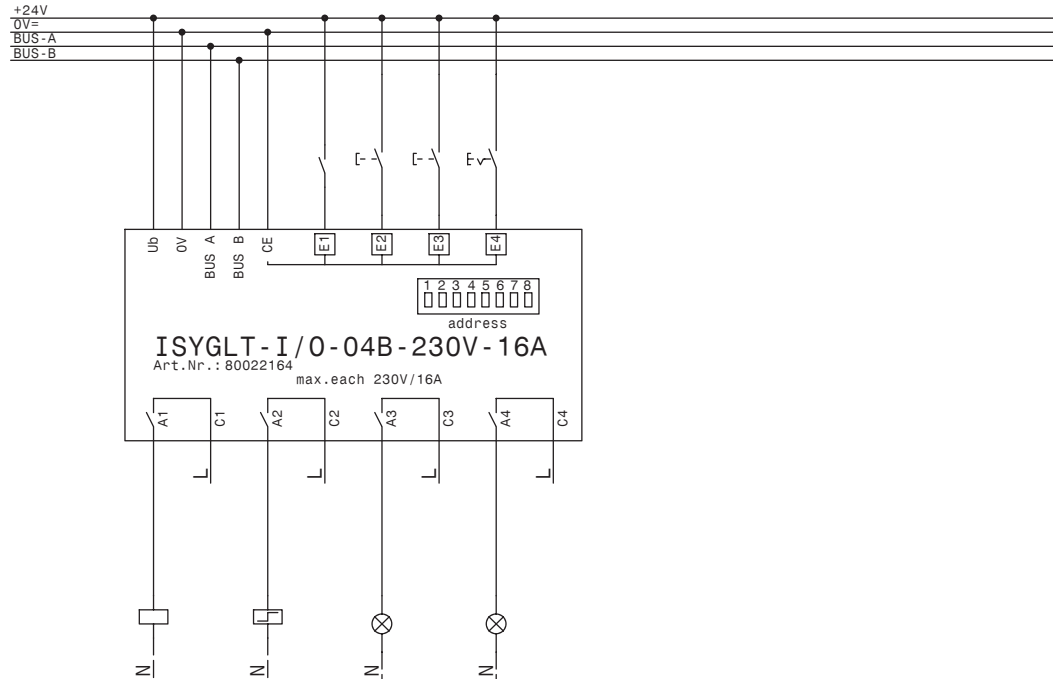 +24V
0V=
BUS-A
BUS-B
Ub
0V
BUS A
BUS B
CE
E1
E2
E3
E4
1 2 3 4 5 6 7 8
address
ISYGLT-I/O-04B-230V-16A
Art.Nr.:80022164
max.each 230V/16A
A1
C1
A2
C2
A3
C3
A4
C4
L
L
L
L
N
N
N
N